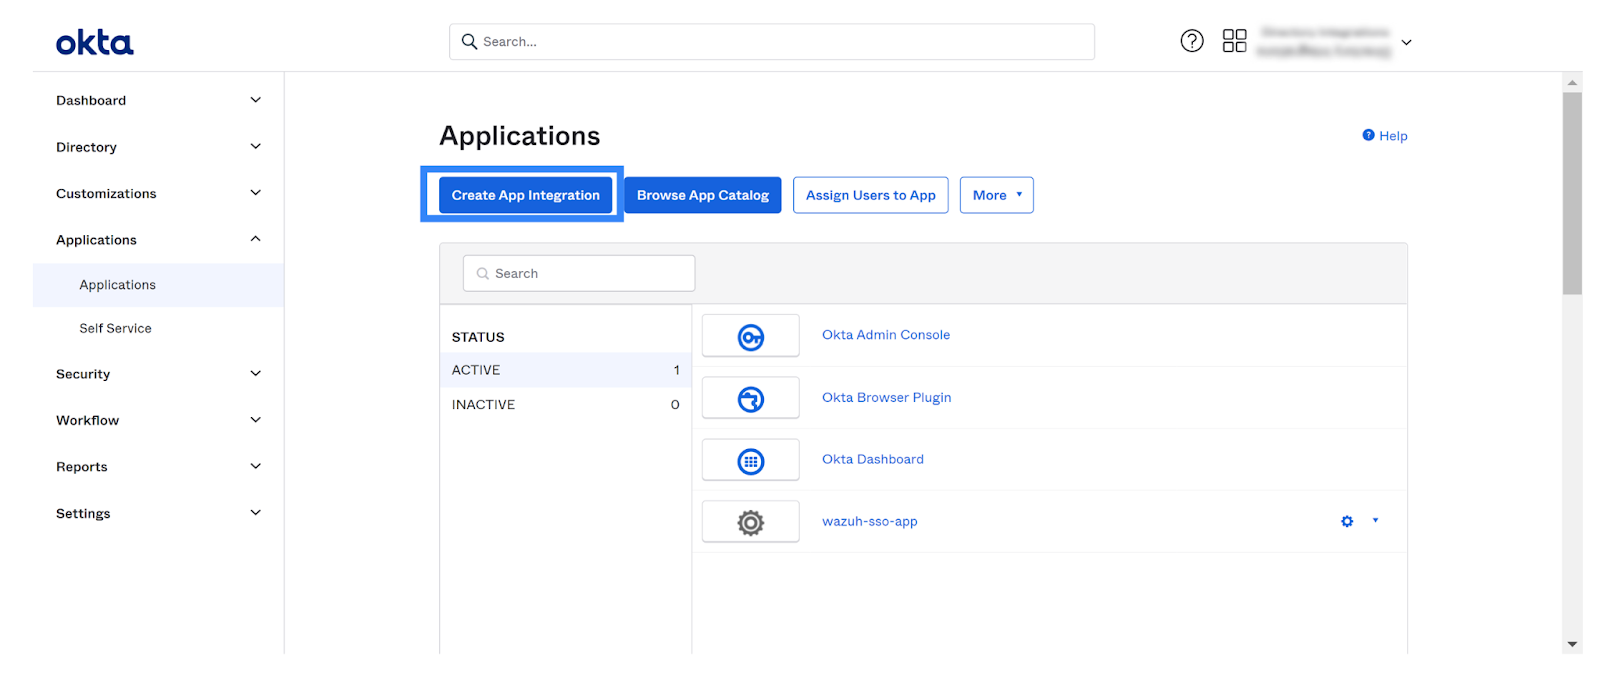 okta
Search...
Dashboard
Directory
Customizations
Applications
Applications
Self Service
Security
Workflow
Reports
Settings
Applications
Help
Create App Integration
Browse App Catalog
Assign Users to App
More
Search
STATUS
ACTIVE 1
INACTIVE 0
Okta Admin Console
Okta Browser Plugin
Okta Dashboard
wazuh-sso-app